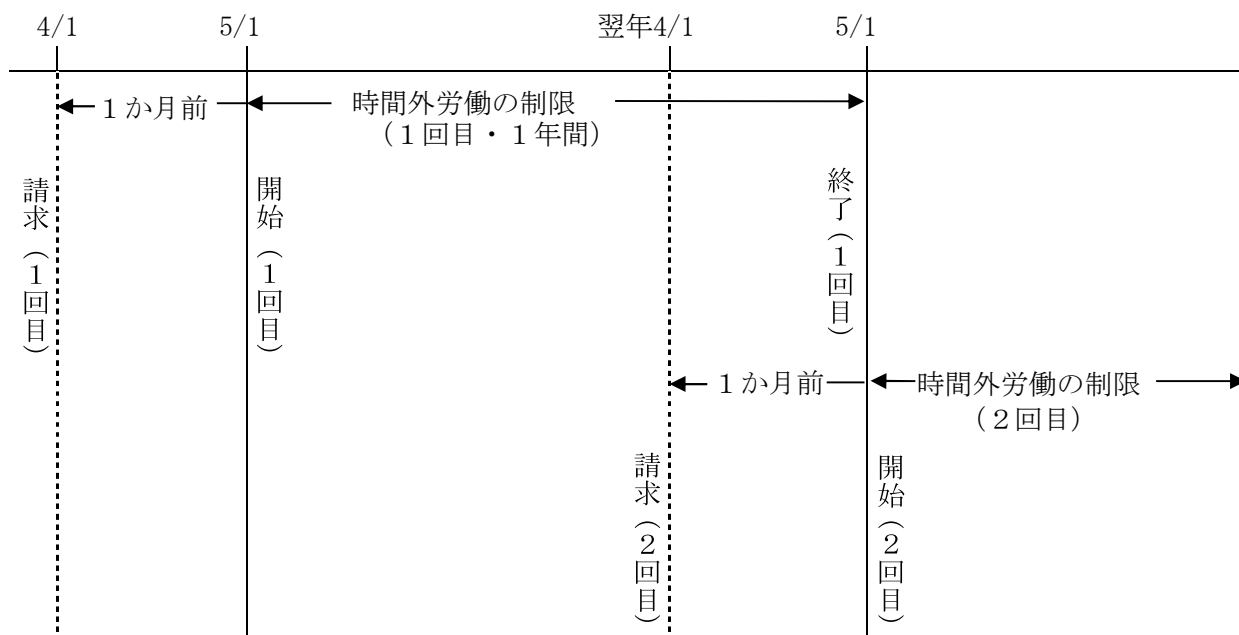 4/1
5/1
翌年4/1
5/1
１か月前
時間外労働の制限
（１回目・１年間）
請求（１回目）
開始（１回目）
終了（１回目）
１か月前
時間外労働の制限
（２回目）
請求（２回目）
開始（２回目）